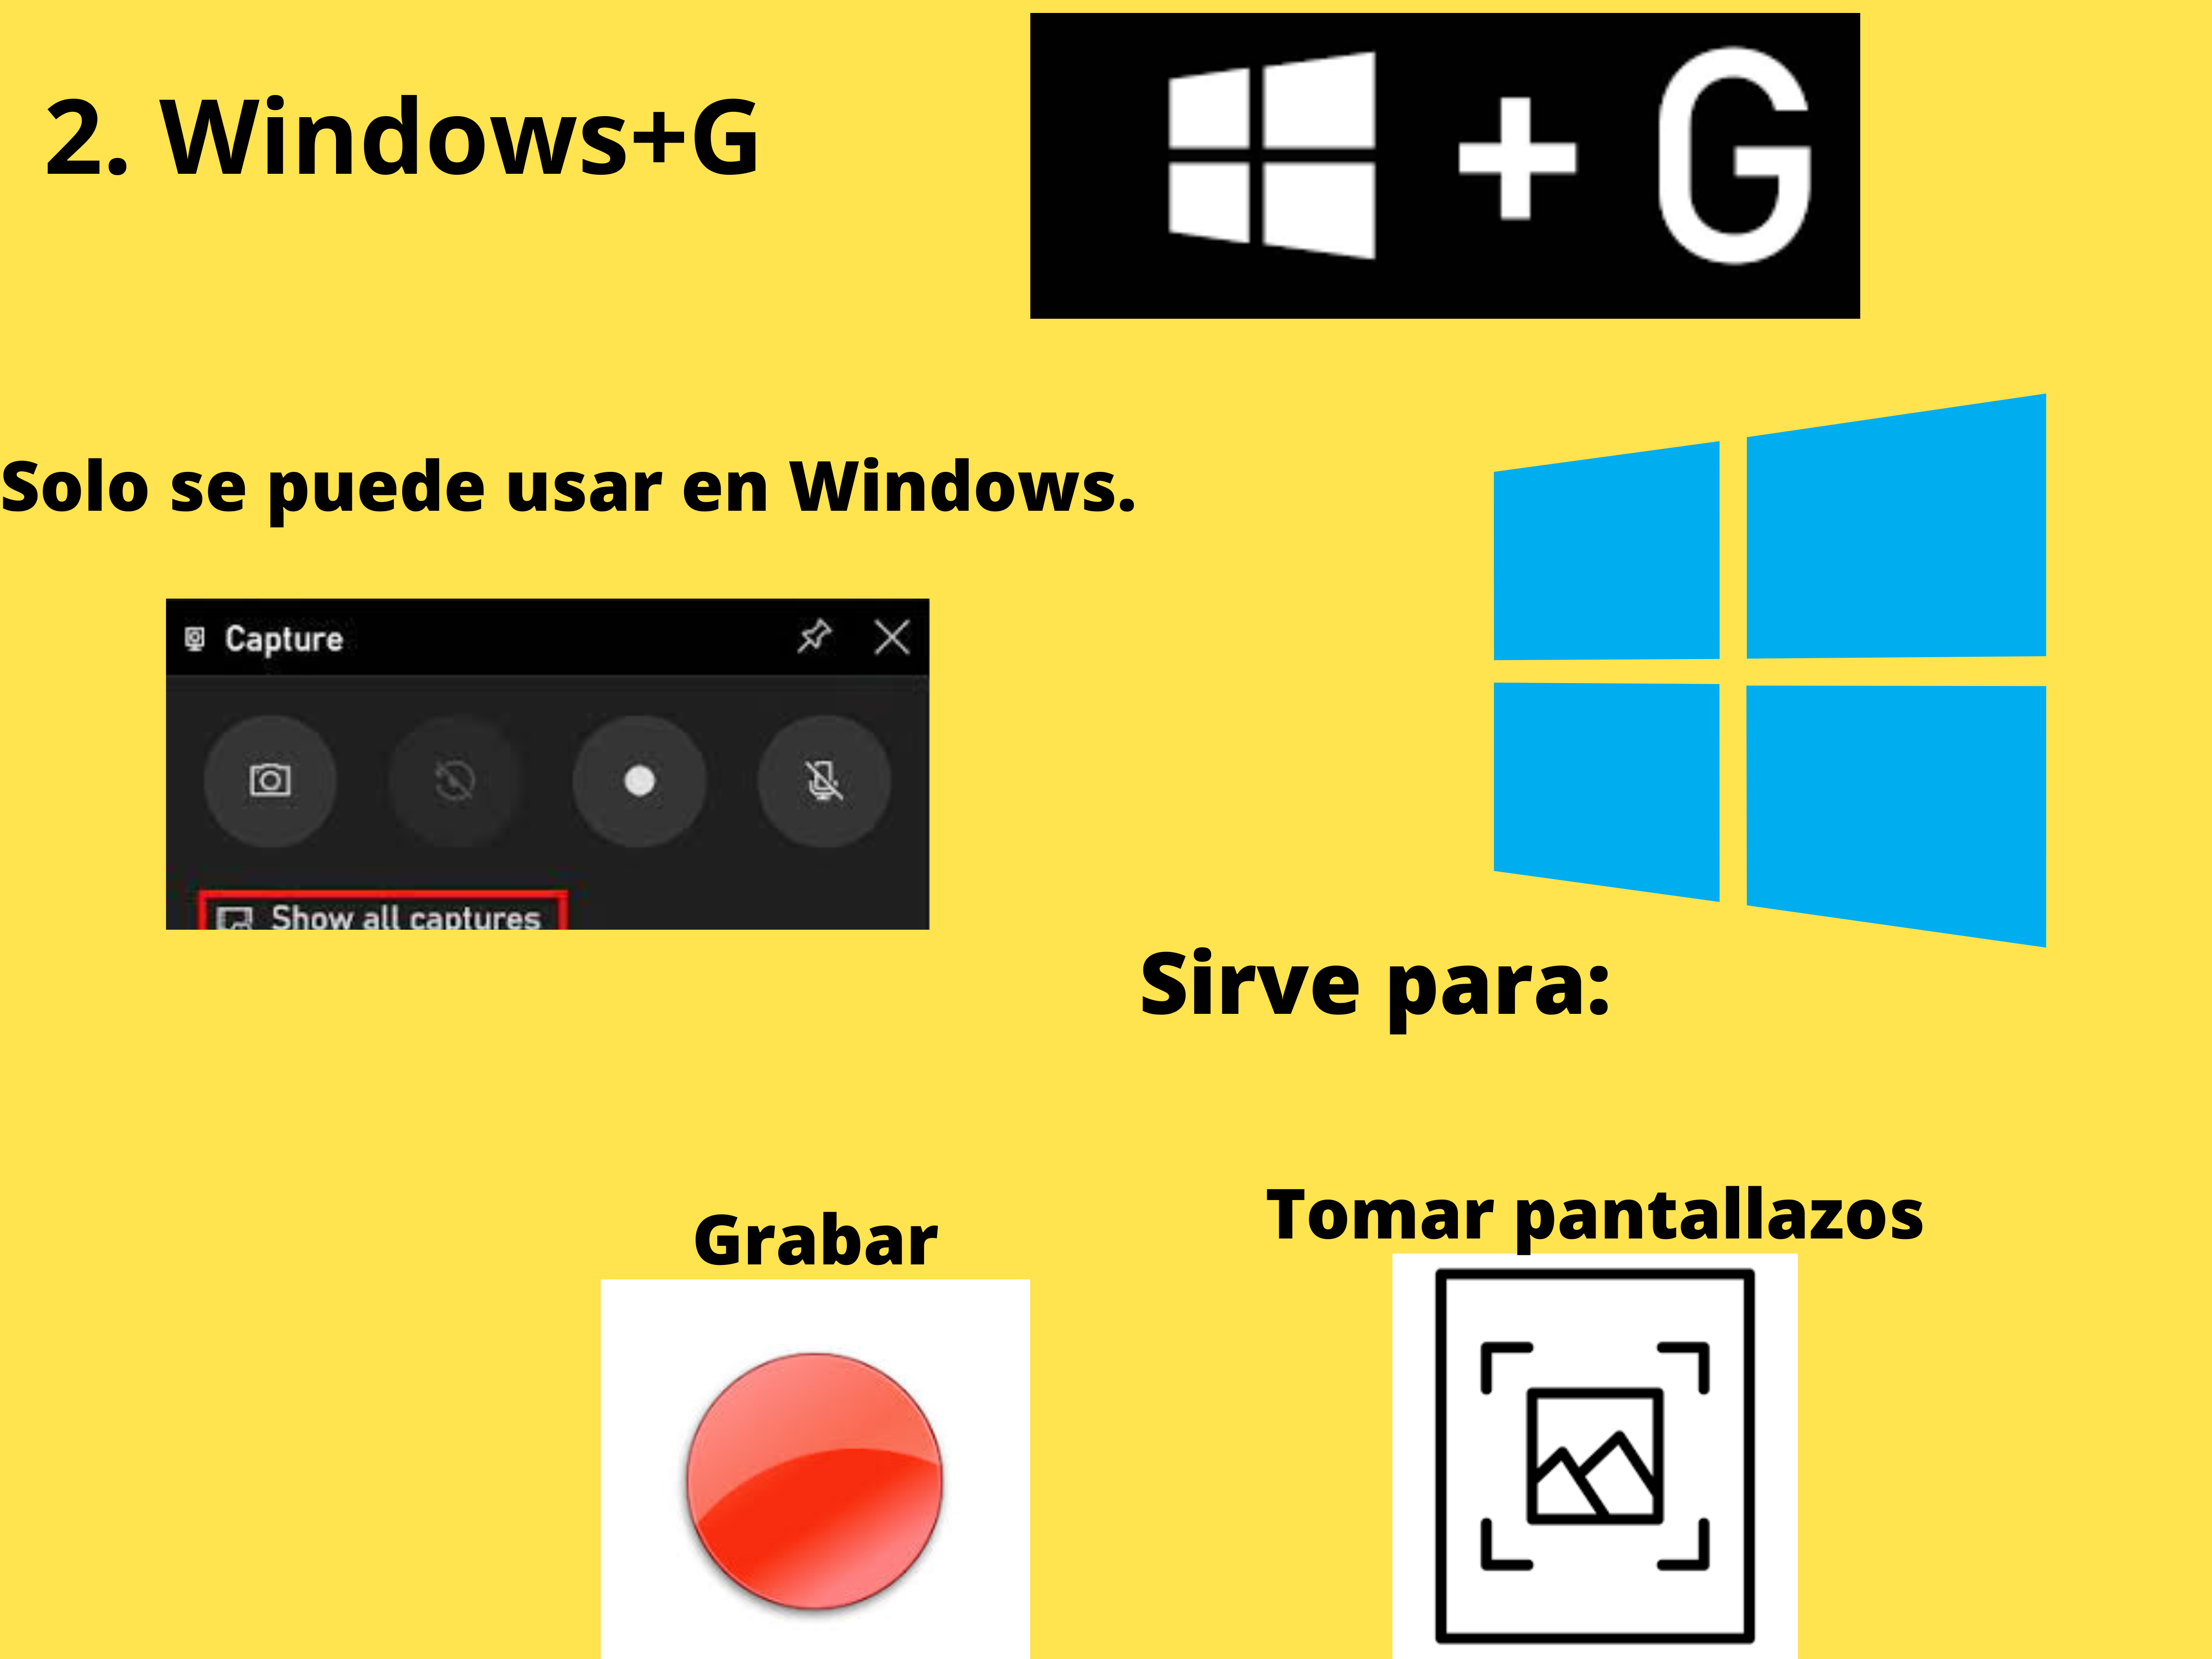 2. Windows+G
+ G
Solo se puede usar en Windows.
Capture
Show all captures
Sirve para:
Grabar
Tomar pantallazos